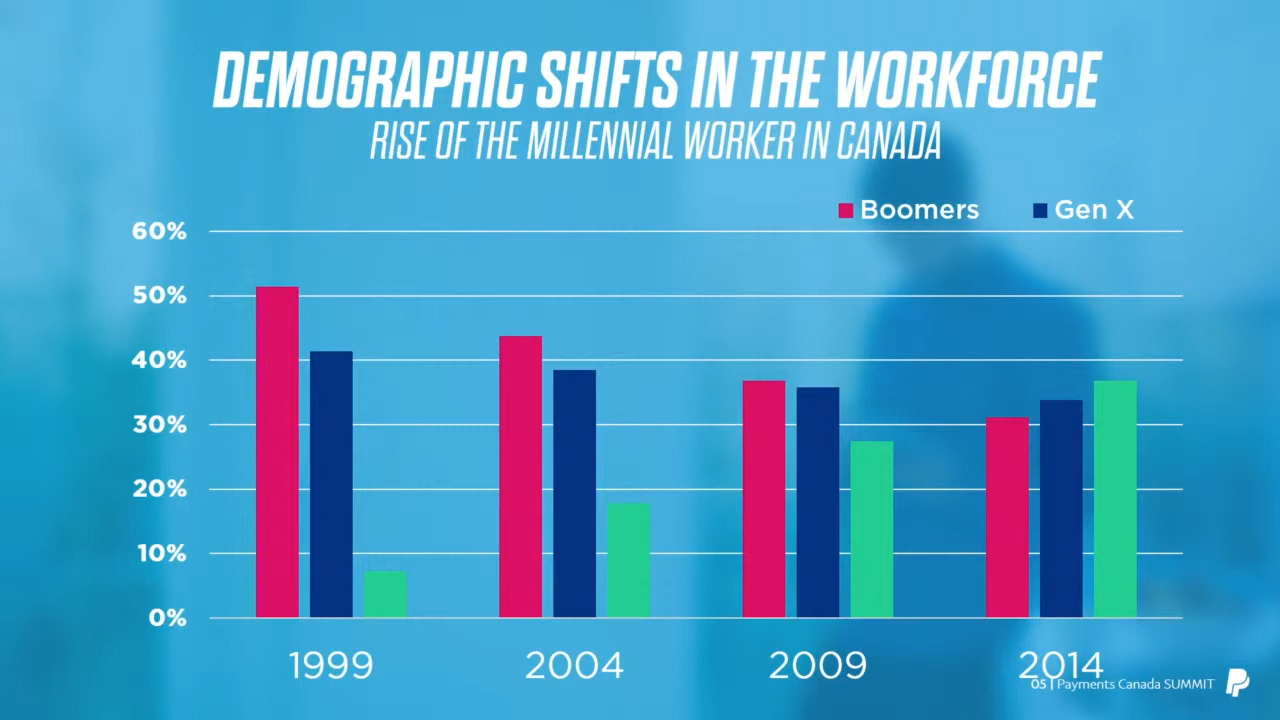 DEMOGRAPHIC SHIFTS IN THE WORKFORCE
RISE OF THE MILLENNIAL WORKER IN CANADA
Boomers Gen X
60%
50%
40%
30%
20%
10%
0%
1999 2004 2009 2014
05 | Payments Canada SUMMIT